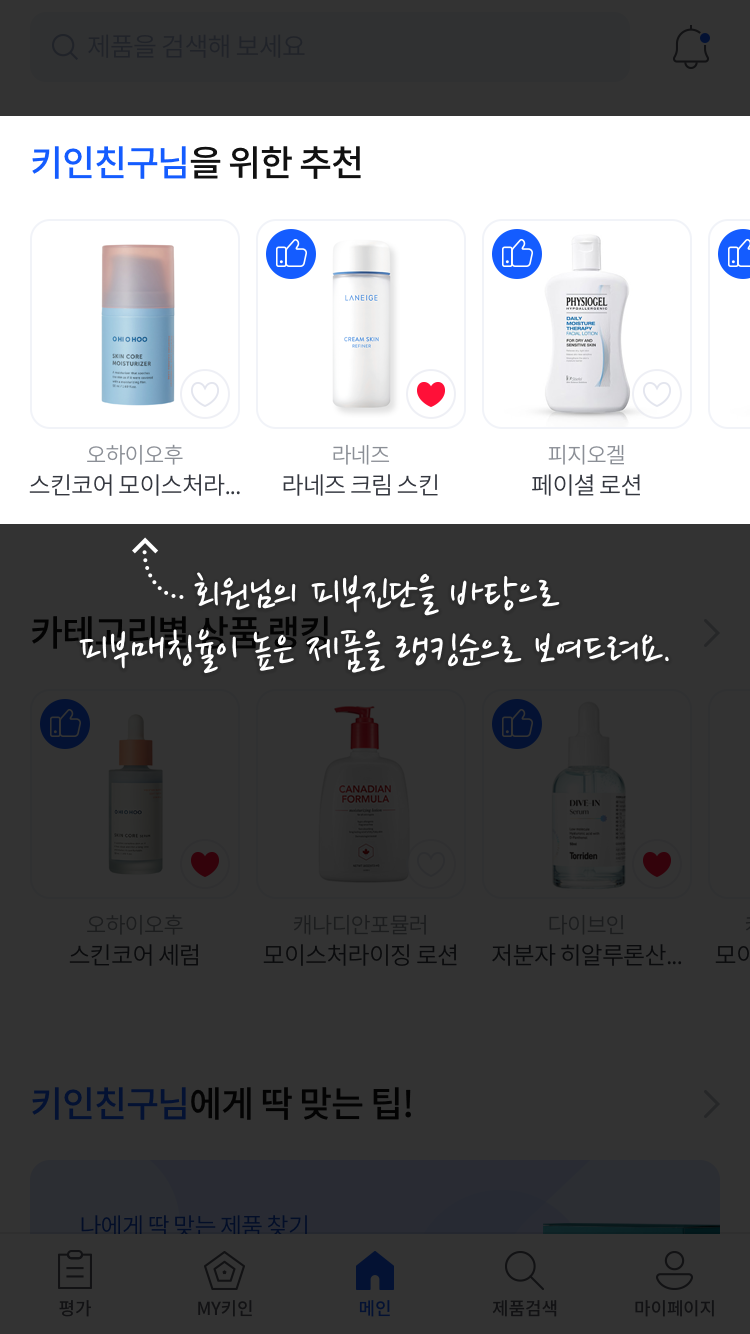 제품을 검색해 보세요
키인친구님을 위한 추천
OHIOHOO
SKIN CORE
MOISTURIZER
LANEIGE
CREAM SKIN
REFINER
PHYSIOGEL
HYPOALLERGENIC
DAILY
MOISTURE
THERAPY
FACIAL LOTION
FOR DRY AND
SENSITIVE SKIN
오하이오후
라네즈
피지오겔
스킨코어 모이스처라...
라네즈 크림 스킨
페이셜 로션
회원님의 피부진단을 바탕으로
카테고리별 상품 랭킹
피부매칭율이 높은 제품을 랭킹순으로 보여드려요.
OHIOHOO
SKIN CORE
CANADIAN
FORMULA
DIVE-IN
Serum
Torriden
오하이오후
캐나디안포뮬러
다이브인
스킨코어 세럼
모이스처라이징 로션
저분자 히알루론산...
모이
키인친구님에게 딱 맞는 팁!
나에게 딱 맞는 제품 찾기
평가
MY키인
메인
제품검색
마이페이지